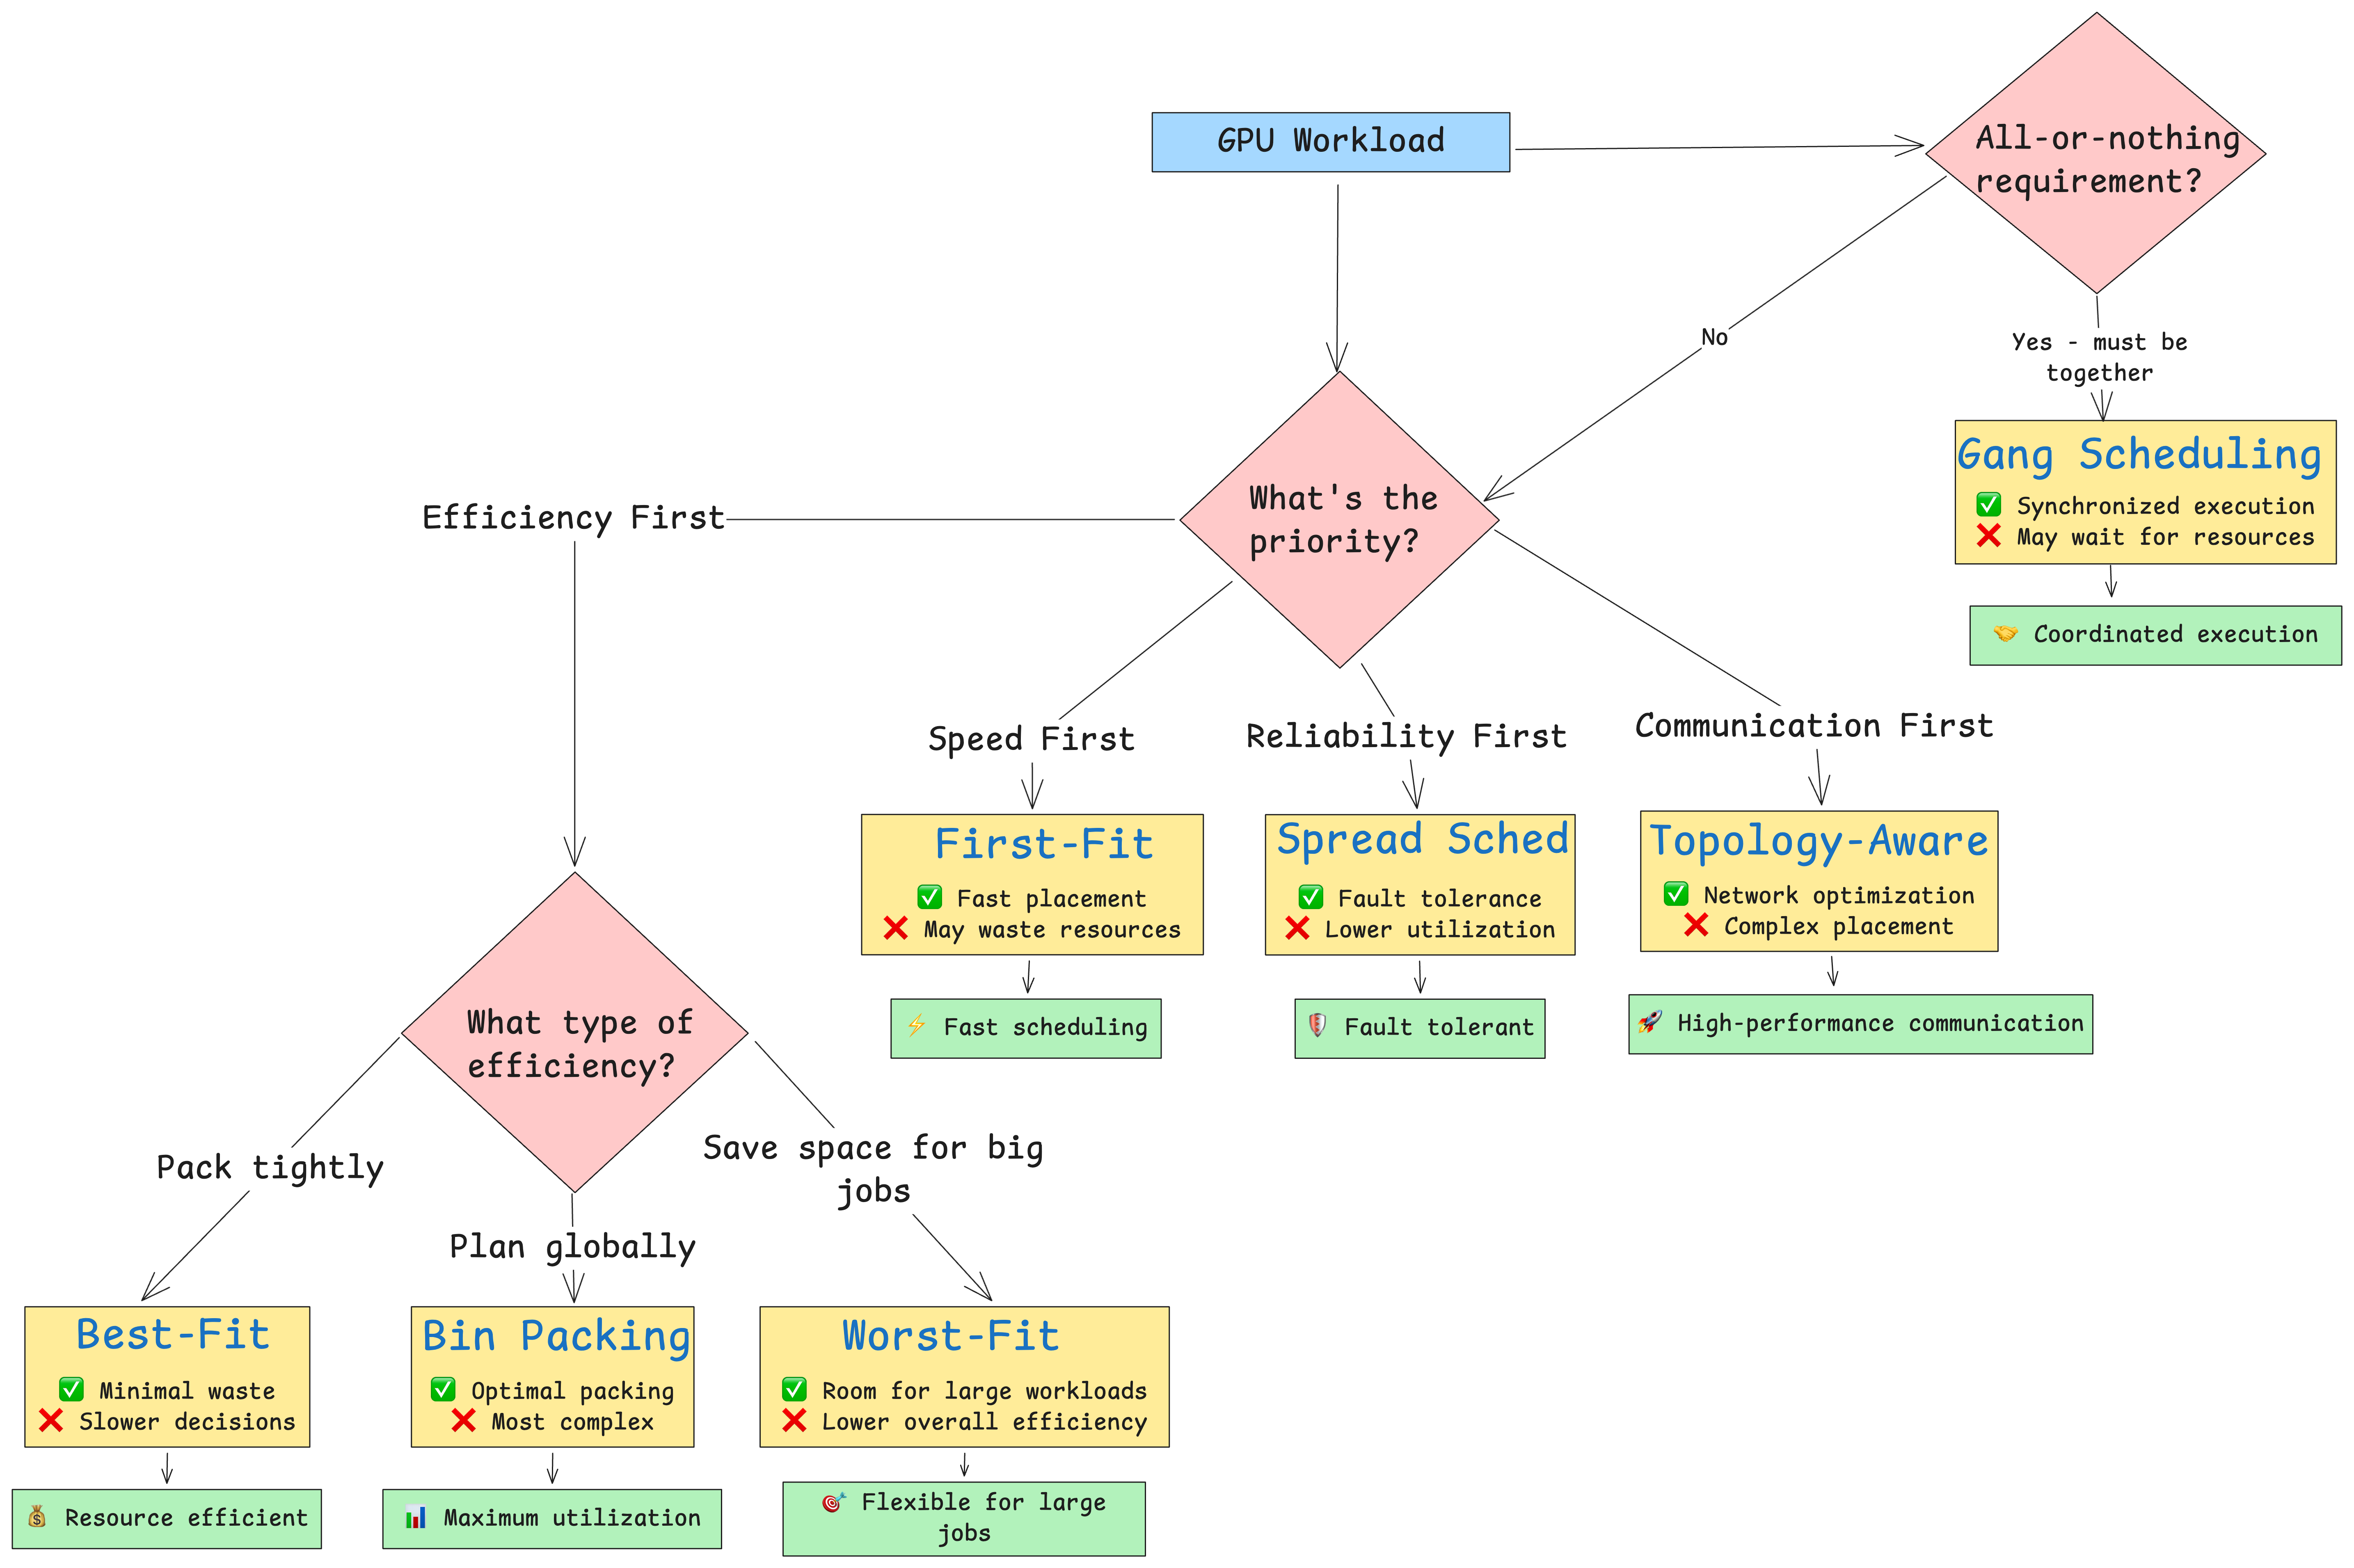 GPU Workload
All-or-nothing
requirement?
No
Yes - must be
together
Gang Scheduling
✅ Synchronized execution
❌ May wait for resources
🤝 Coordinated execution
What's the
priority?
Efficiency First
Speed First
Reliability First
Communication First
First-Fit
✅ Fast placement
❌ May waste resources
⚡ Fast scheduling
Spread Sched
✅ Fault tolerance
❌ Lower utilization
🛡️ Fault tolerant
Topology-Aware
✅ Network optimization
❌ Complex placement
🚀 High-performance communication
What type of
efficiency?
Pack tightly
Plan globally
Save space for big
jobs
Best-Fit
✅ Minimal waste
❌ Slower decisions
💰 Resource efficient
Bin Packing
✅ Optimal packing
❌ Most complex
📊 Maximum utilization
Worst-Fit
✅ Room for large workloads
❌ Lower overall efficiency
🎯 Flexible for large
jobs